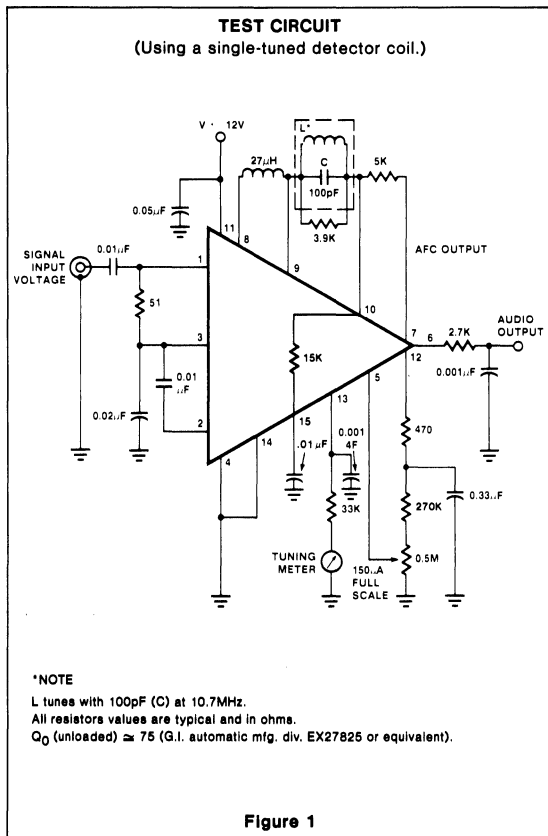 TEST CIRCUIT
(Using a single-tuned detector coil.)
V · 12V
L*
27µH
C
100pF
5K
0.05µF
3.9K
11
8
0.01µF
AFC OUTPUT
SIGNAL
INPUT
VOLTAGE
1
9
51
10
AUDIO
OUTPUT
3
7
6
2.7K
12
15K
0.01
µF
5
0.001µF
0.02µF
13
2
15
470
14
.01µF
0.001
4F
4
33K
270K
0.33µF
TUNING
METER
150µA
FULL
SCALE
0.5M
*NOTE
L tunes with 100pF (C) at 10.7MHz.
All resistors values are typical and in ohms.
Q0 (unloaded) ≃ 75 (G.I. automatic mfg. div. EX27825 or equivalent).
Figure 1